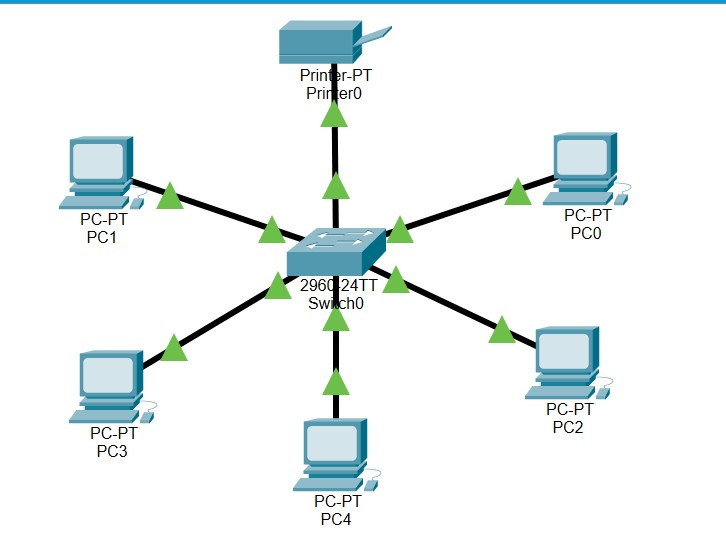 Printer-PT
Printer0
PC-PT
PC1
PC-PT
PC0
2960-24TT
Switch0
PC-PT
PC3
PC-PT
PC2
PC-PT
PC4